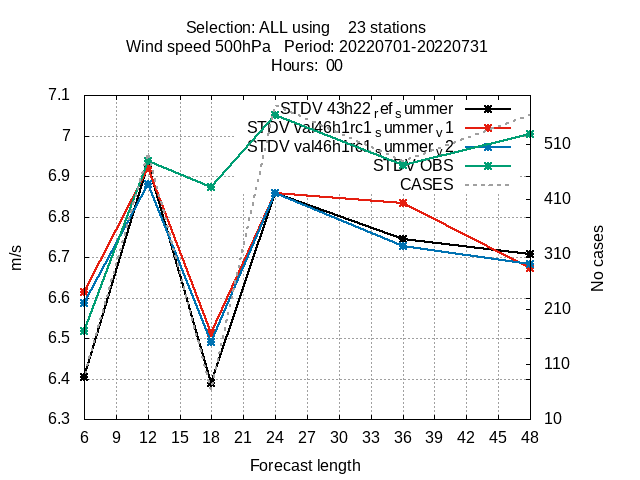 Selection: ALL using 23 stations
Wind speed 500hPa Period: 20220701-20220731
Hours: 00
7.1
7
6.9
6.8
6.7
6.6
6.5
6.4
6.3
m/s
STDV 43h22ᵣefₛummer
STDV val46h1rc1ₛummerᵥ1
STDV val46h1rc1ₛummerᵥ2
STDV OBS
CASES
510
410
310
210
110
10
No cases
6 9 12 15 18 21 24 27 30 33 36 39 42 45 48
Forecast length